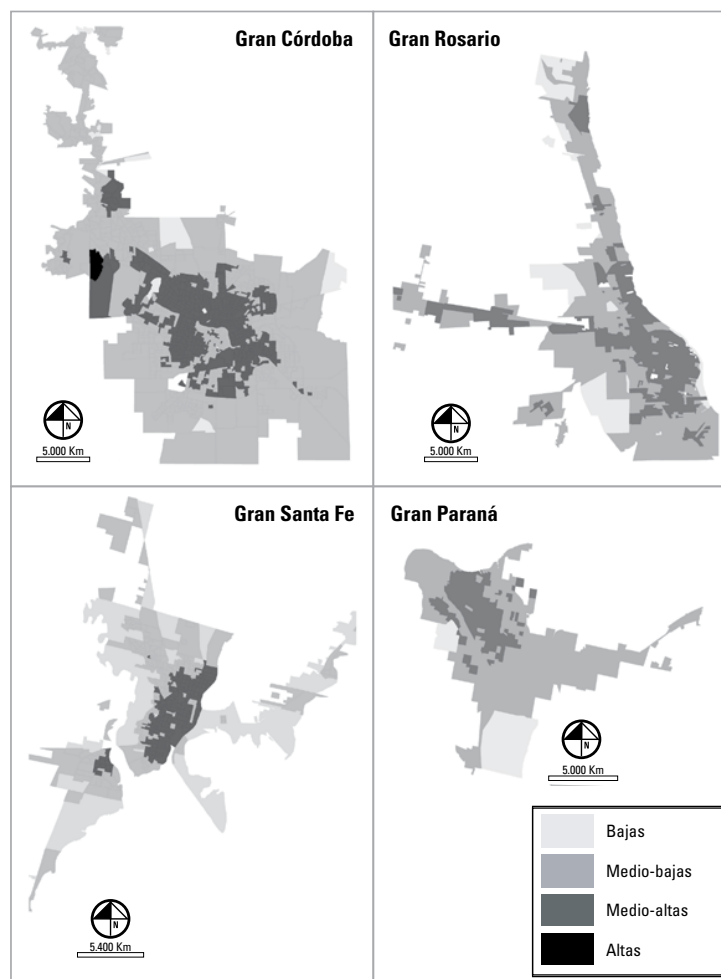 Gran Córdoba
Gran Rosario
N
5.000 Km
N
5.000 Km
Gran Santa Fe
Gran Paraná
N
5.400 Km
N
5.000 Km
Bajas
Medio-bajas
Medio-altas
Altas